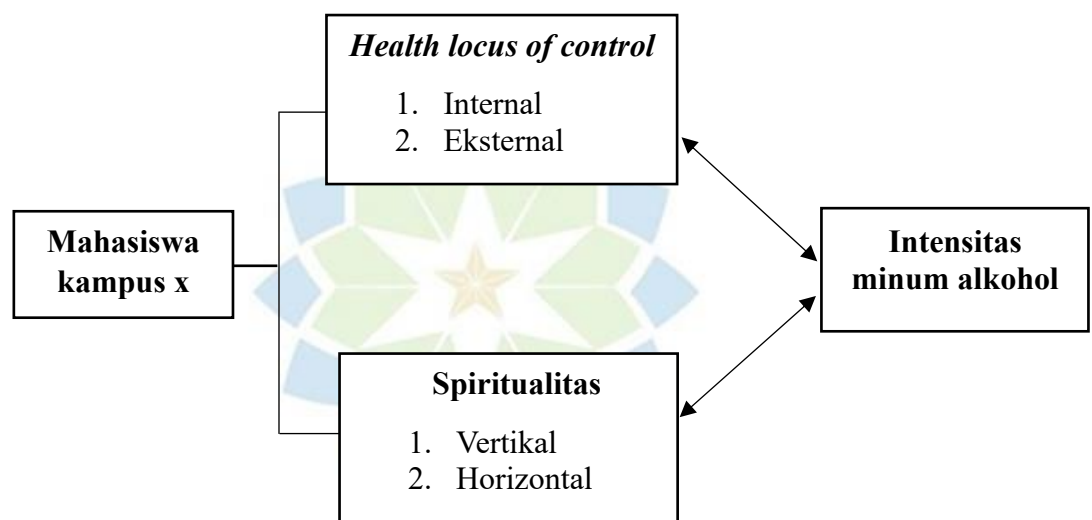 Health locus of control
1. Internal
2. Eksternal
Mahasiswa
kampus x
Intensitas
minum alkohol
Spiritualitas
1. Vertikal
2. Horizontal